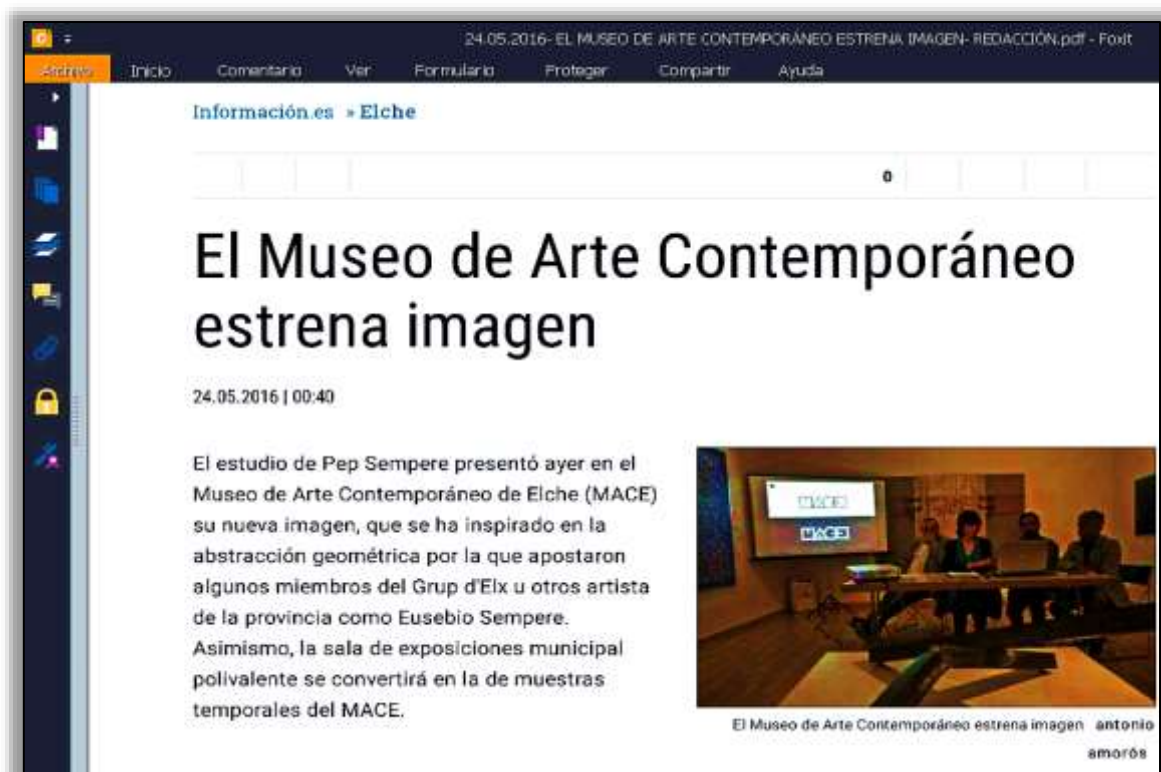 24.05.2016- EL MUSEO DE ARTE CONTEMPORÁNEO ESTRENA IMAGEN- REDACCIÓN.pdf - Foxit
Archivo Inicio Comentario Ver Formulario Proteger Compartir Ayuda
Información.es » Elche
0
El Museo de Arte Contemporáneo
estrena imagen
24.05.2016 | 00:40
El estudio de Pep Sempere presentó ayer en el
Museo de Arte Contemporáneo de Elche (MACE)
su nueva imagen, que se ha inspirado en la
abstracción geométrica por la que apostaron
algunos miembros del Grup d'Elx u otros artista
de la provincia como Eusebio Sempere.
Asimismo, la sala de exposiciones municipal
polivalente se convertirá en la de muestras
temporales del MACE.
MACE
MACE
El Museo de Arte Contemporáneo estrena imagen antonio
amorós